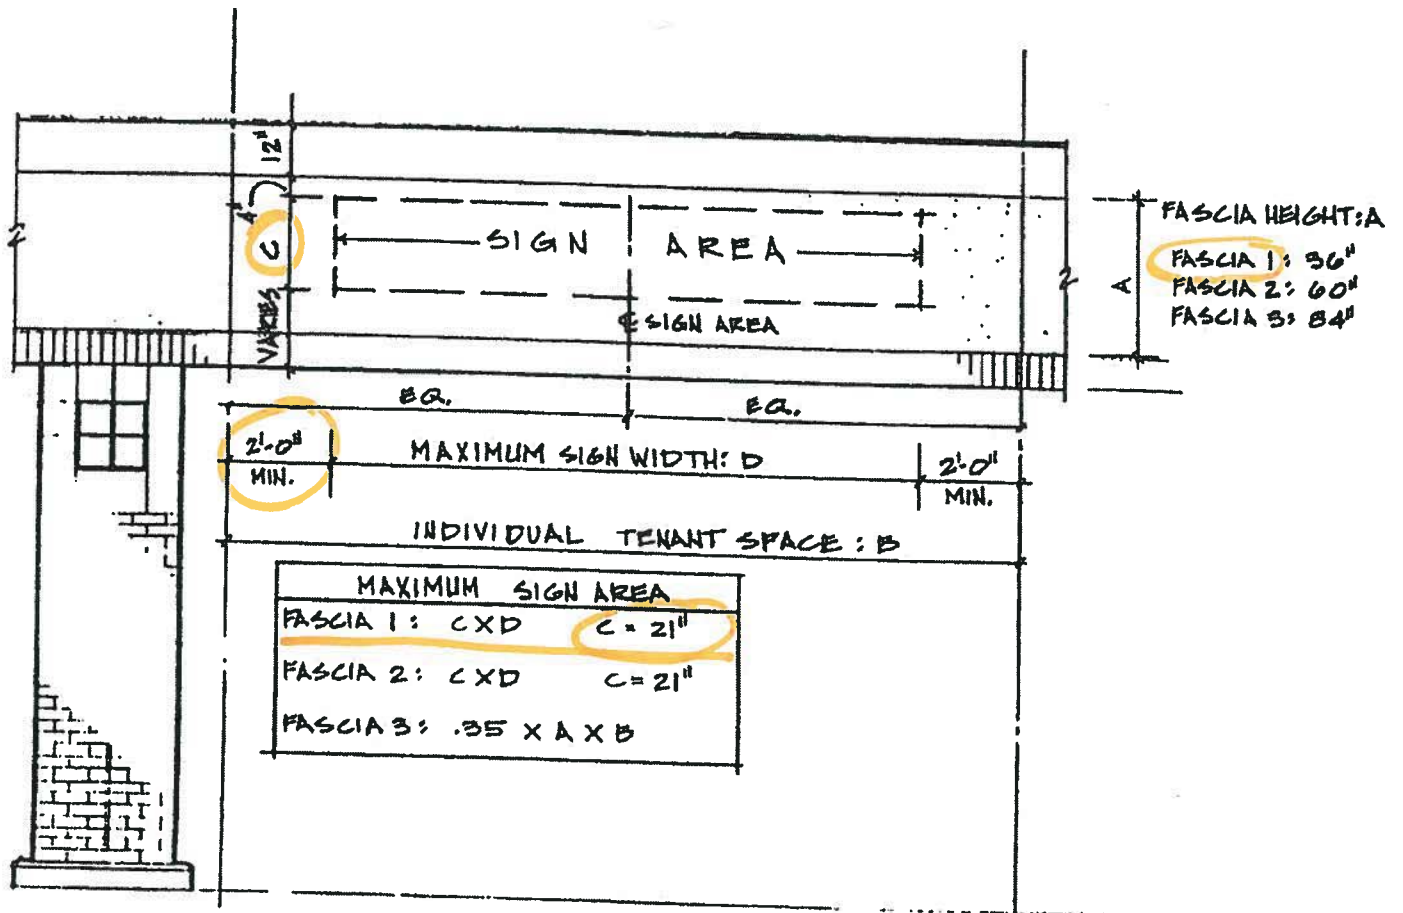 12"
4"
C
VARIES
SIGN AREA
℄ SIGN AREA
A
FASCIA HEIGHT: A
FASCIA 1: 36"
FASCIA 2: 60"
FASCIA 3: 84"
EQ. EQ.
2'-0" MAXIMUM SIGN WIDTH: D 2'-0"
MIN. MIN.
INDIVIDUAL TENANT SPACE: B
MAXIMUM SIGN AREA
FASCIA 1: C X D C = 21"
FASCIA 2: C X D C = 21"
FASCIA 3: .35 X A X B